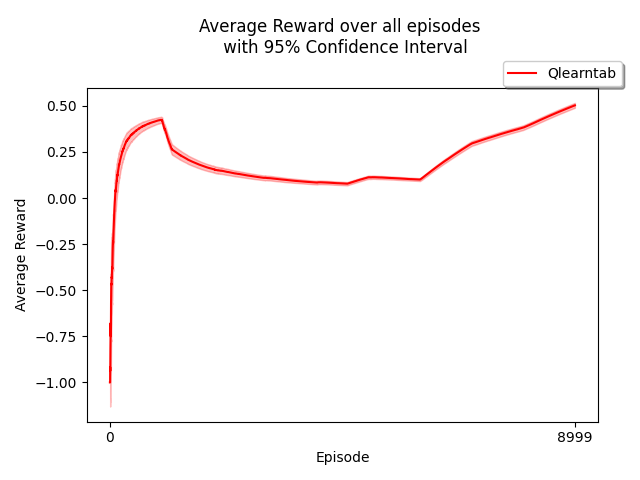 Average Reward over all episodes
with 95% Confidence Interval
Qlearntab
0.50
0.25
0.00
−0.25
−0.50
−0.75
−1.00
Average Reward
0
8999
Episode